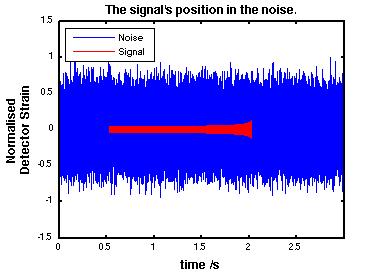 The signal's position in the noise.
Noise
Signal
Normalised
Detector Strain
1.5
1
0.5
0
-0.5
-1
-1.5
0
0.5
1
1.5
2
2.5
time /s